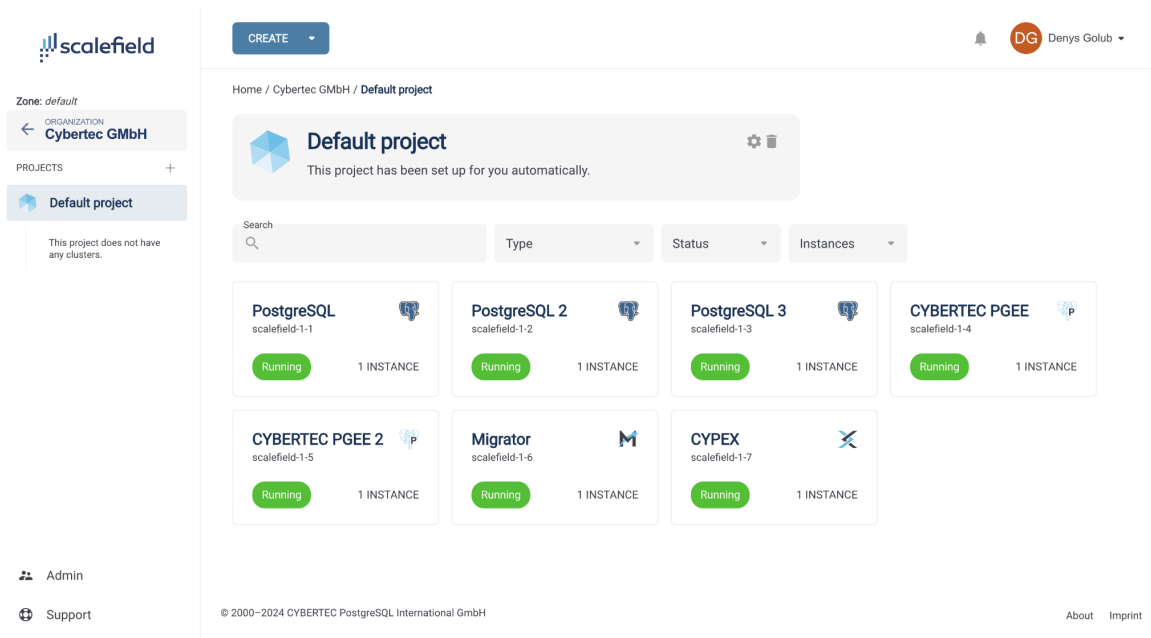 scalefield
Zone: default
ORGANIZATION
Cybertec GMbH
PROJECTS
Default project
This project does not have
any clusters.
Admin
Support
CREATE
DG
Denys Golub
Home / Cybertec GMbH / Default project
Default project
This project has been set up for you automatically.
Search
Type
Status
Instances
PostgreSQL
scalefield-1-1
Running
1 INSTANCE
PostgreSQL 2
scalefield-1-2
Running
1 INSTANCE
PostgreSQL 3
scalefield-1-3
Running
1 INSTANCE
CYBERTEC PGEE
P
scalefield-1-4
Running
1 INSTANCE
CYBERTEC PGEE 2
P
scalefield-1-5
Running
1 INSTANCE
Migrator
scalefield-1-6
Running
1 INSTANCE
CYPEX
scalefield-1-7
Running
1 INSTANCE
© 2000–2024 CYBERTEC PostgreSQL International GmbH
About
Imprint